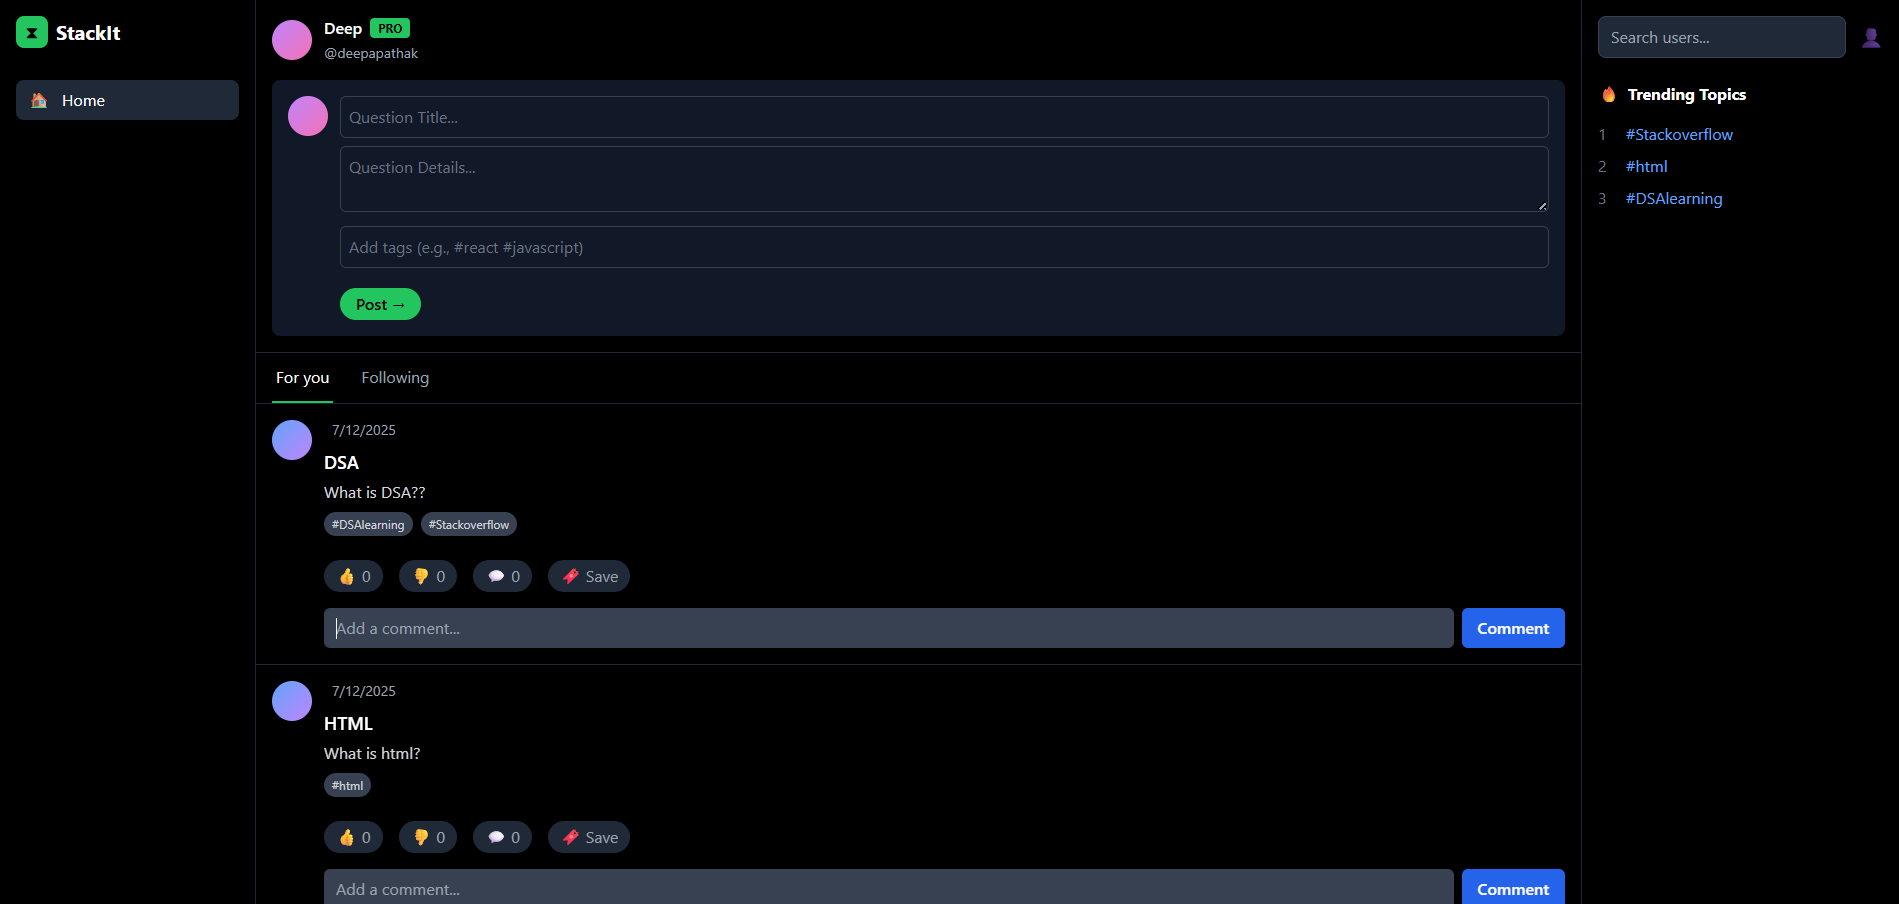 StackIt
Home
Deep PRO
@deepapathak
Question Title...
Question Details...
Add tags (e.g., #react #javascript)
Post →
For you Following
7/12/2025
DSA
What is DSA??
#DSAlearning #Stackoverflow
0 0 0 Save
Add a comment... Comment
7/12/2025
HTML
What is html?
#html
0 0 0 Save
Add a comment... Comment
Search users...
Trending Topics
1 #Stackoverflow
2 #html
3 #DSAlearning